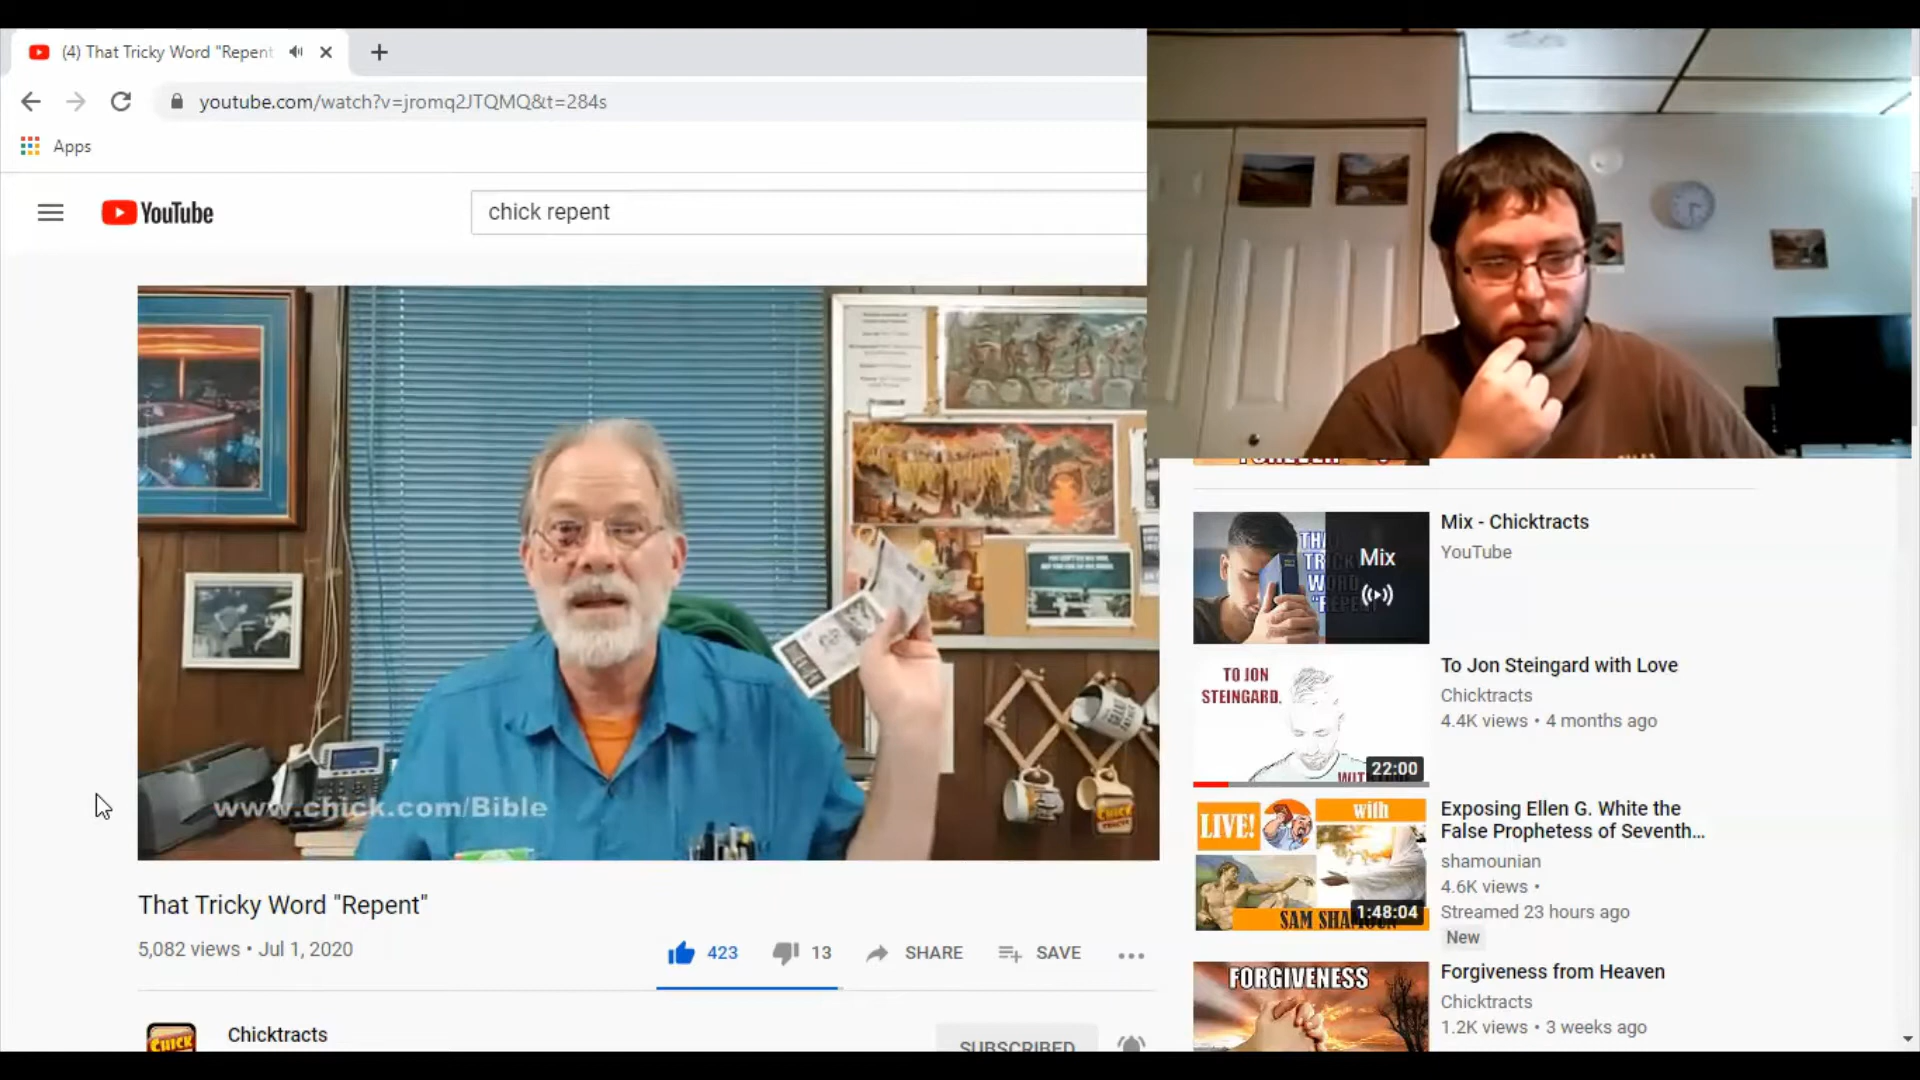 (4) That Tricky Word "Repent
youtube.com/watch?v=jromq2JTQMQ&t=284s
Apps
YouTube
chick repent
www.chick.com/Bible
That Tricky Word "Repent"
5,082 views • Jul 1, 2020
423
13
SHARE
SAVE
Chicktracts
SUBSCRIBED
CHICK
CHICK
FOREVER
Mix
Mix - Chicktracts
YouTube
TO JON
STEINGARD,
22:00
To Jon Steingard with Love
Chicktracts
4.4K views • 4 months ago
LIVE!
with
1:48:04
Exposing Ellen G. White the
False Prophetess of Seventh...
shamounian
4.6K views •
Streamed 23 hours ago
New
FORGIVENESS
Forgiveness from Heaven
Chicktracts
1.2K views • 3 weeks ago